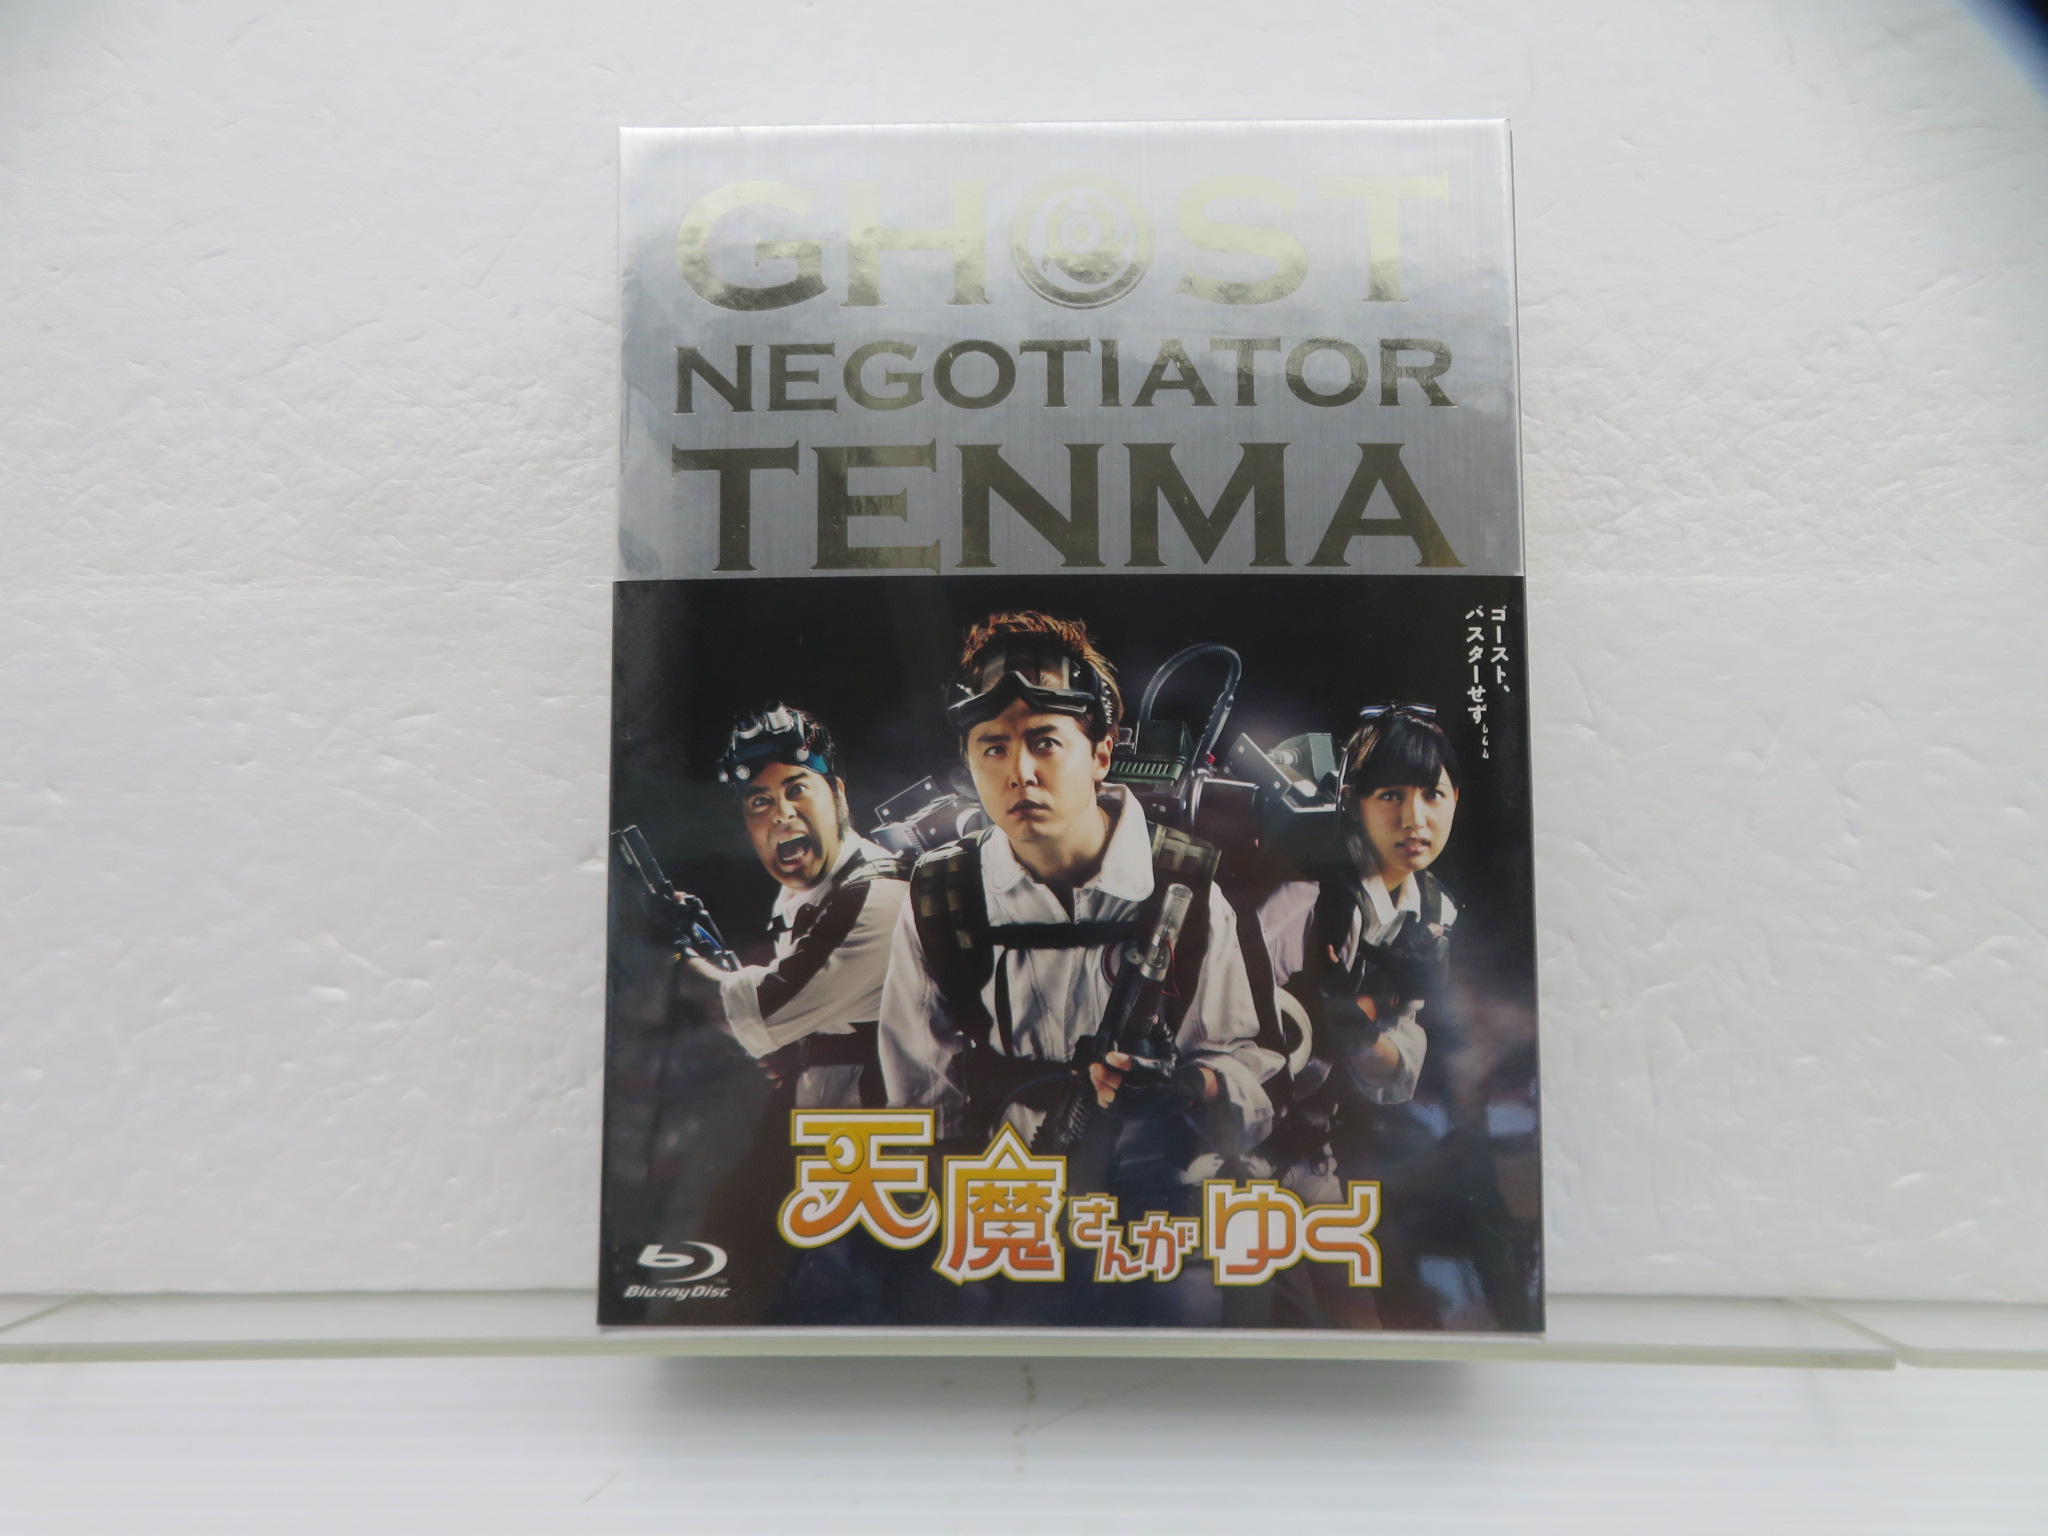 GHOST
NEGOTIATOR
TENMA
ゴースト、
バスターせず、、、
天魔さんがゆく
Blu-ray Disc™